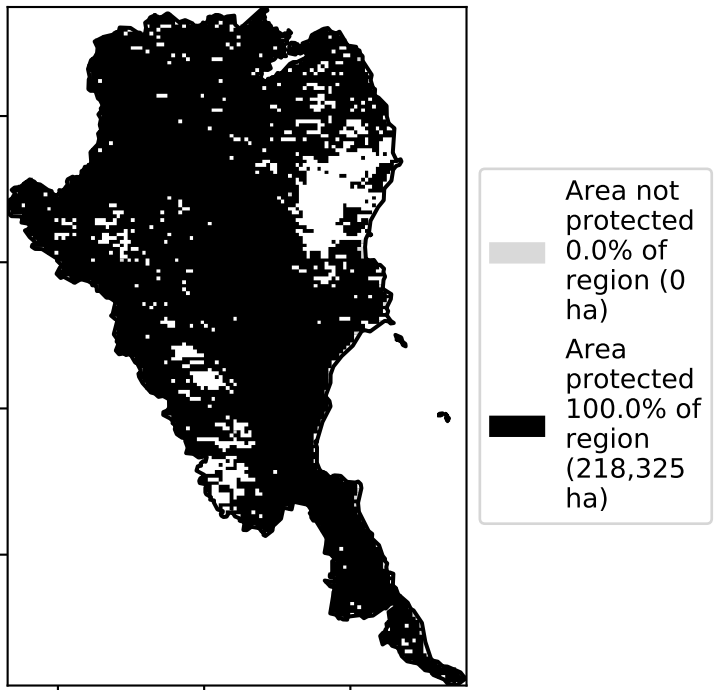 Area not
protected
0.0% of
region (0
ha)
Area
protected
100.0% of
region
(218,325
ha)